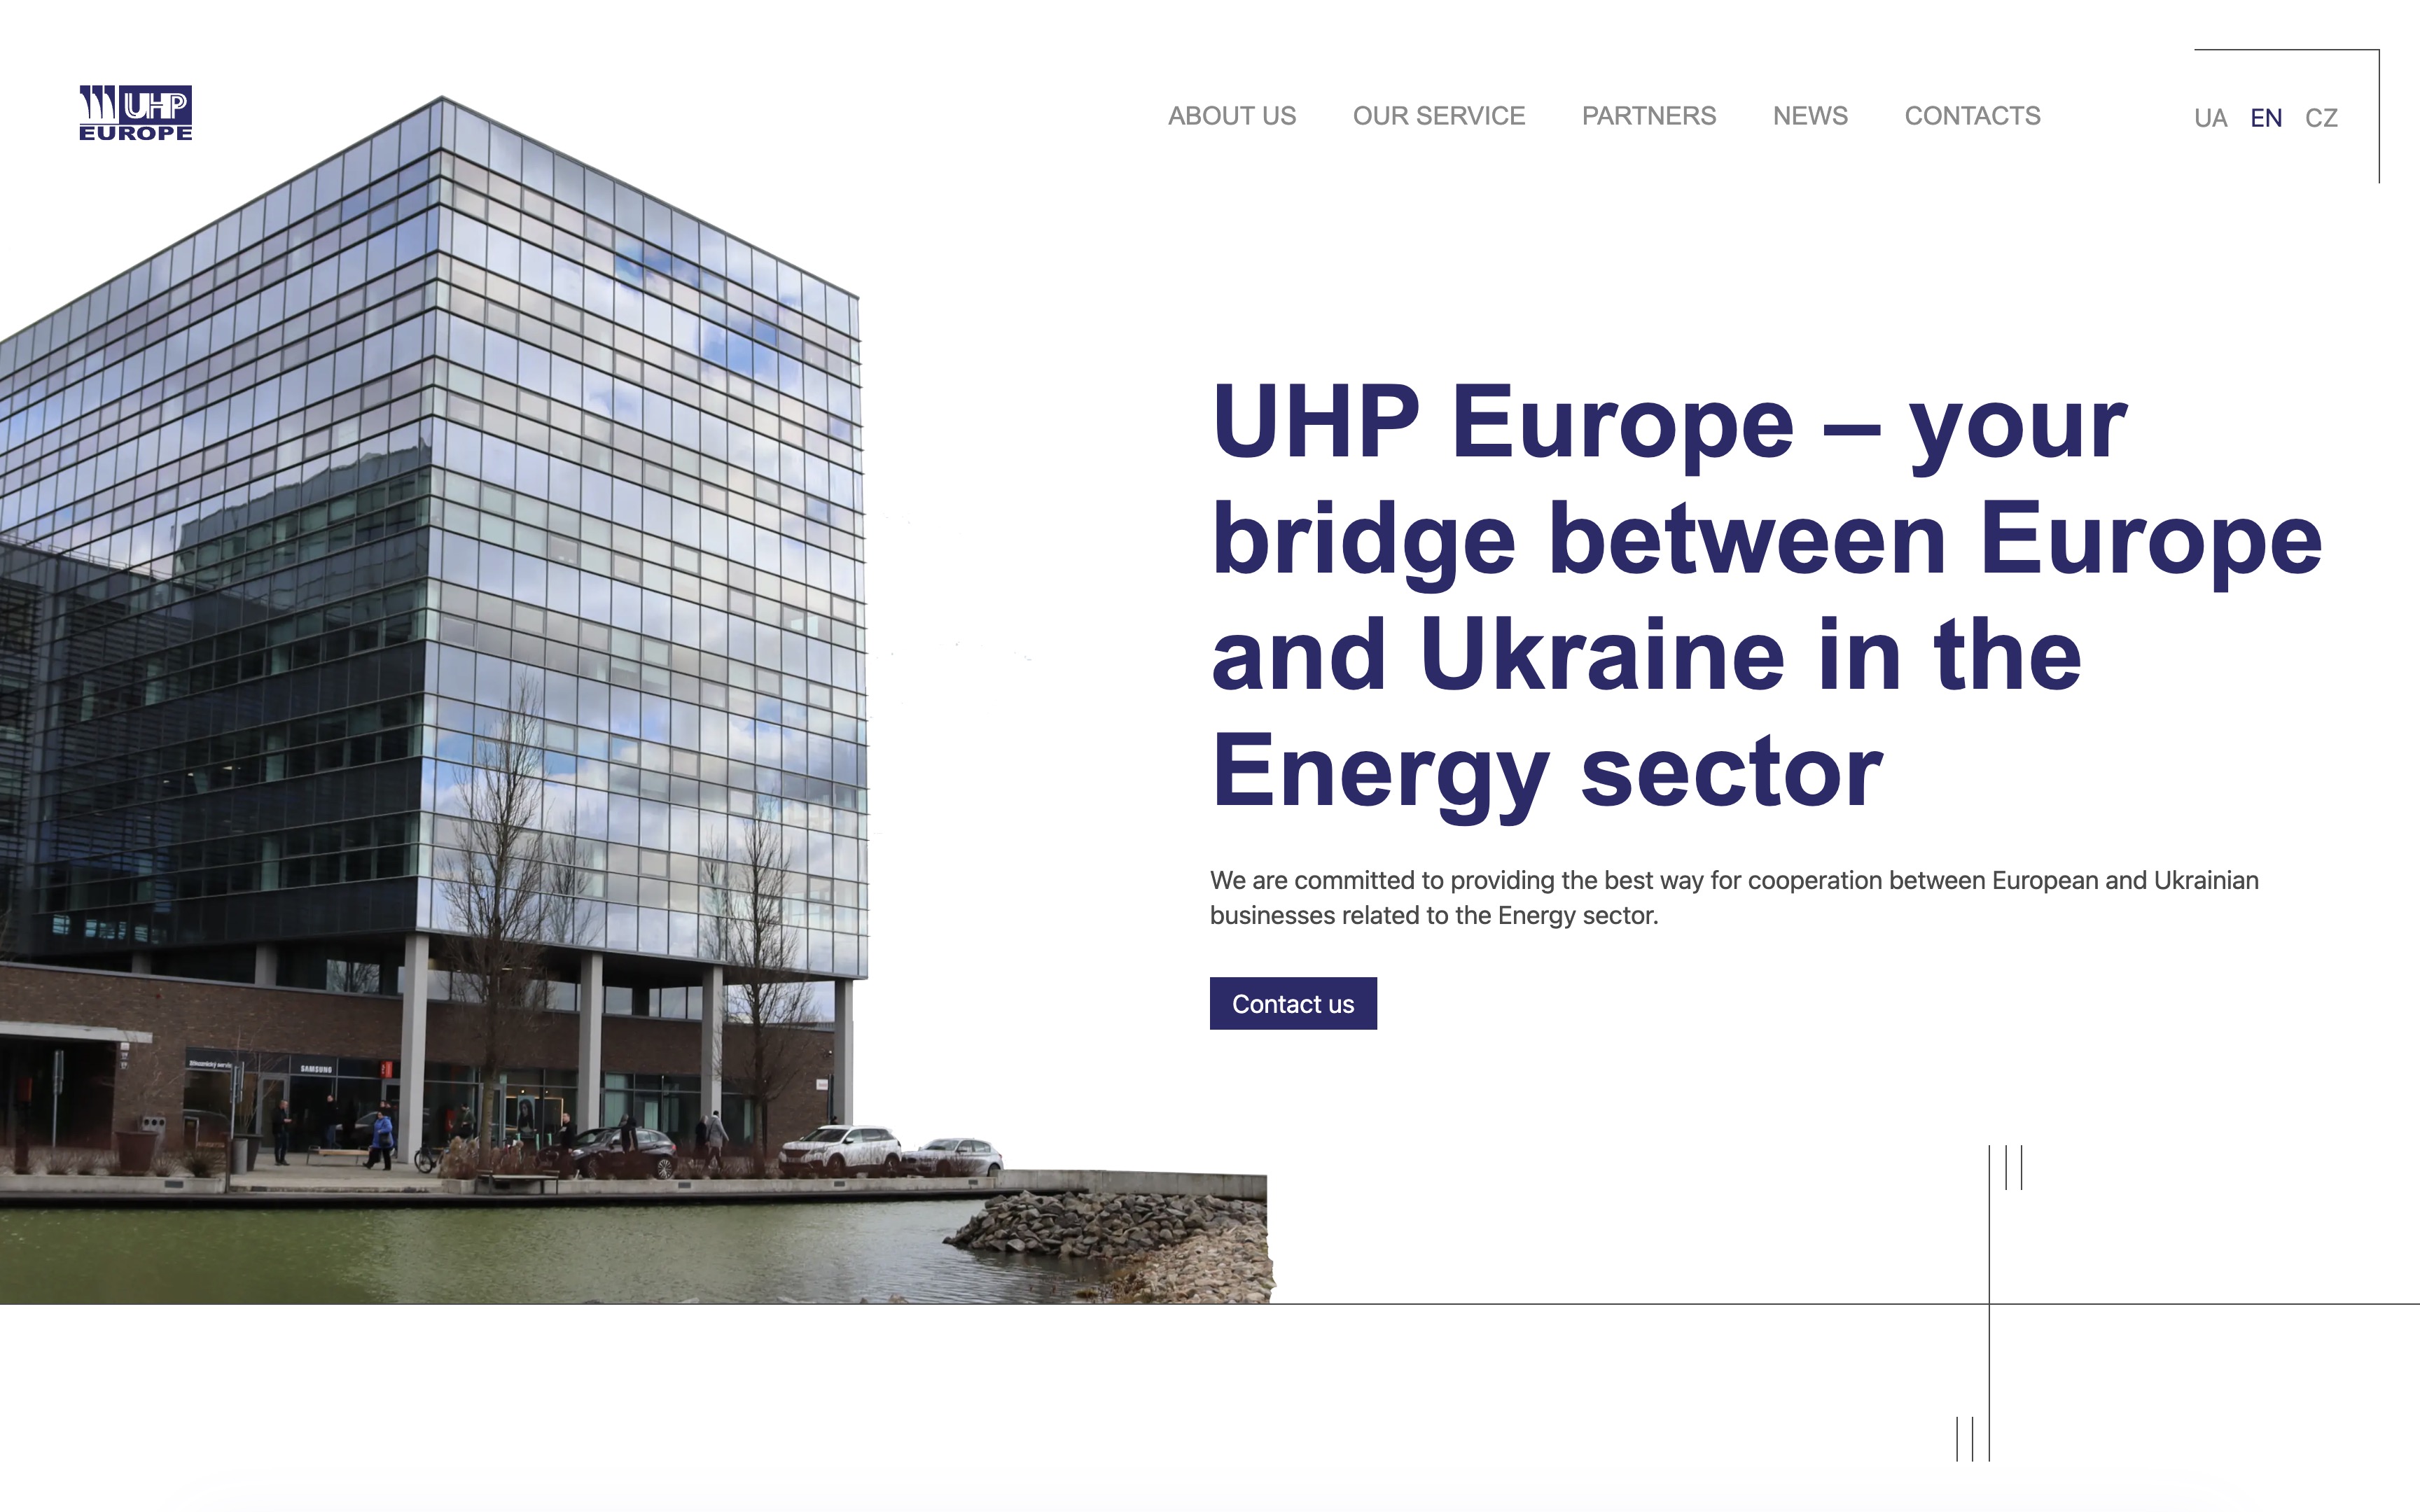 UHP
EUROPE
ABOUT US
OUR SERVICE
PARTNERS
NEWS
CONTACTS
UA EN CZ
UHP Europe – your
bridge between Europe
and Ukraine in the
Energy sector
We are committed to providing the best way for cooperation between European and Ukrainian
businesses related to the Energy sector.
Contact us
SAMSUNG